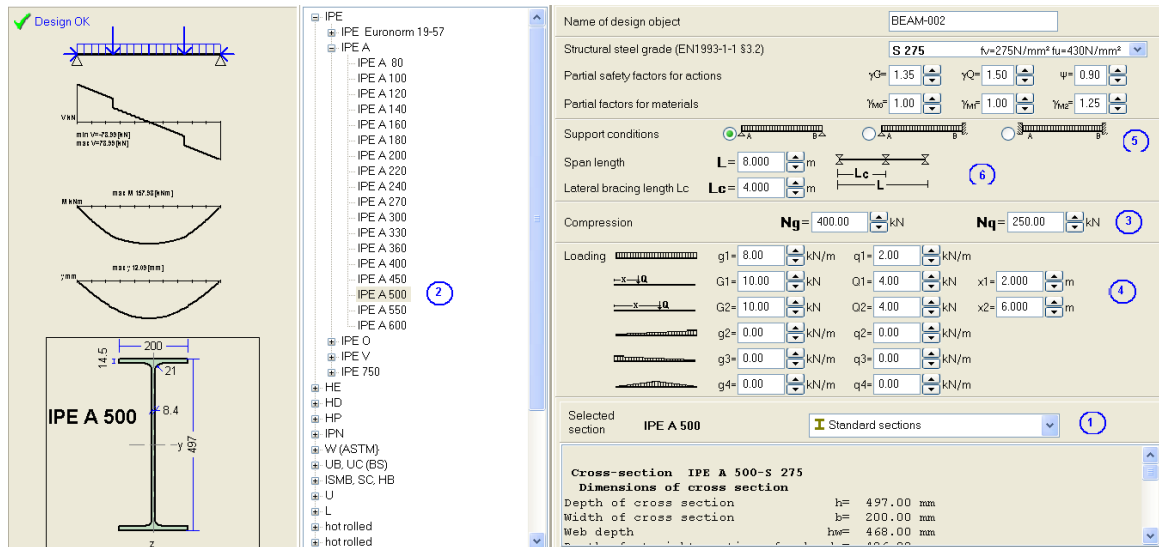 Design OK
V kN
min V=-78.99[kN]
max V=78.99[kN]
max M 157.98[kNm]
M kNm
max y 12.09[mm]
y mm
200
14.5
21
8.4
IPE A 500
y
497
z
IPE
IPE Euronorm 19-57
IPE A
IPE A 80
IPE A 100
IPE A 120
IPE A 140
IPE A 160
IPE A 180
IPE A 200
IPE A 220
IPE A 240
IPE A 270
IPE A 300
IPE A 330
IPE A 360
IPE A 400
IPE A 450
IPE A 500 2
IPE A 550
IPE A 600
IPE O
IPE V
IPE 750
HE
HD
HP
IPN
W (ASTM)
UB, UC (BS)
ISMB, SC, HB
U
L
hot rolled
hot rolled
Name of design object BEAM-002
Structural steel grade (EN1993-1-1 §3.2) S 275 fv=275N/mm² fu=430N/mm²
Partial safety factors for actions γG= 1.35 γQ= 1.50 ψ= 0.90
Partial factors for materials γM0= 1.00 γM1= 1.00 γM2= 1.25
Support conditions A B A B A B 5
Span length L= 8.000 m Lc L 6
Lateral bracing length Lc Lc= 4.000 m
Compression Ng= 400.00 kN Nq= 250.00 kN 3
Loading g1= 8.00 kN/m q1= 2.00 kN/m
x Q G1= 10.00 kN Q1= 4.00 kN x1= 2.000 m
x Q G2= 10.00 kN Q2= 4.00 kN x2= 6.000 m 4
g2= 0.00 kN/m q2= 0.00 kN/m
g3= 0.00 kN/m q3= 0.00 kN/m
g4= 0.00 kN/m q4= 0.00 kN/m
Selected section IPE A 500 Standard sections 1
Cross-section IPE A 500-S 275
Dimensions of cross section
Depth of cross section h= 497.00 mm
Width of cross section b= 200.00 mm
Web depth hw= 468.00 mm